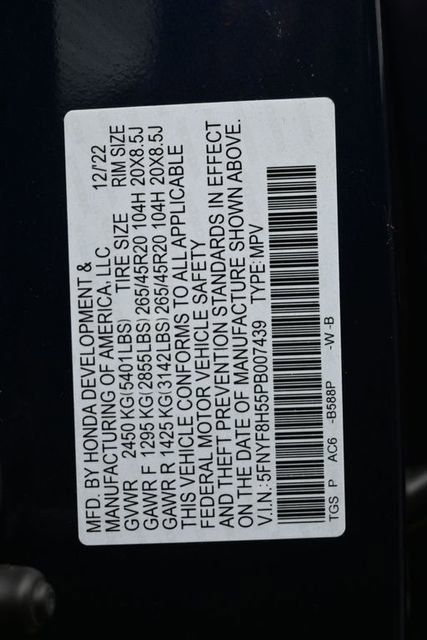 MFD. BY HONDA DEVELOPMENT &
MANUFACTURING OF AMERICA, LLC 12/'22
GVWR 2450 KG(5401LBS) TIRE SIZE RIM SIZE
GAWR F 1295 KG(2855LBS) 265/45R20 104H 20X8.5J
GAWR R 1425 KG(3142LBS) 265/45R20 104H 20X8.5J
THIS VEHICLE CONFORMS TO ALL APPLICABLE
FEDERAL MOTOR VEHICLE SAFETY
AND THEFT PREVENTION STANDARDS IN EFFECT
ON THE DATE OF MANUFACTURE SHOWN ABOVE.
V.I.N.:5FNYF8H55PB007439 TYPE:MPV
TGS P AC6 -B588P -W -B